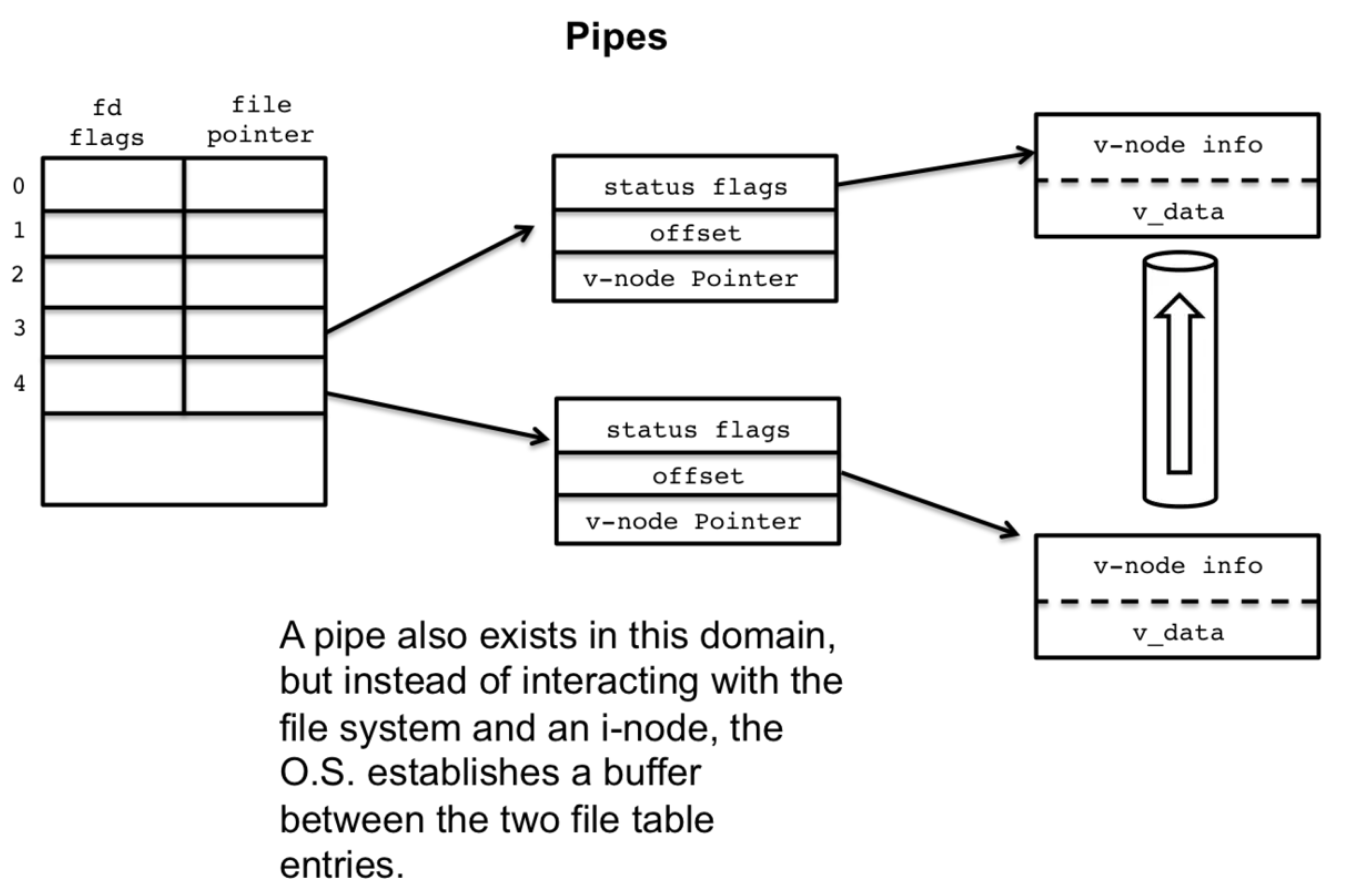 Pipes
fd
flags
file
pointer
0
1
2
3
4
status flags
offset
v-node Pointer
v-node info
v_data
status flags
offset
v-node Pointer
v-node info
v_data
A pipe also exists in this domain,
but instead of interacting with the
file system and an i-node, the
O.S. establishes a buffer
between the two file table
entries.